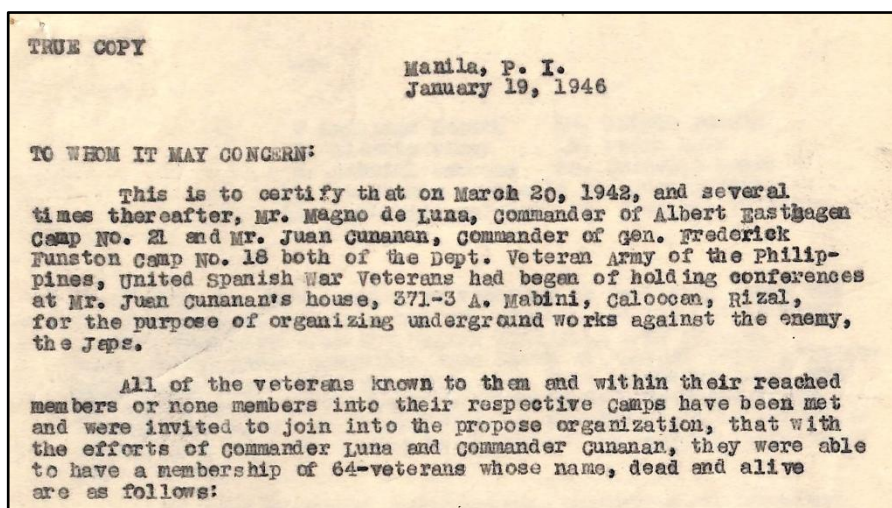 TRUE COPY
Manila, P. I.
January 19, 1946
TO WHOM IT MAY CONCERN:
This is to certify that on March 20, 1942, and several
times thereafter, Mr. Magno de Luna, Commander of Albert Easthagen
Camp No. 21 and Mr. Juan Cunanan, Commander of Gen. Frederick
Funston Camp No. 18 both of the Dept. Veteran Army of the Philip-
pines, United Spanish War Veterans had began of holding conferences
at Mr. Juan Cunanan's house, 371-3 A. Mabini, Caloocan, Rizal,
for the purpose of organizing underground works against the enemy,
the Japs.
All of the veterans known to them and within their reached
members or none members into their respective Camps have been met
and were invited to join into the propose organization, that with
the efforts of Commander Luna and Commander Cunanan, they were able
to have a membership of 64-veterans whose name, dead and alive
are as follows: